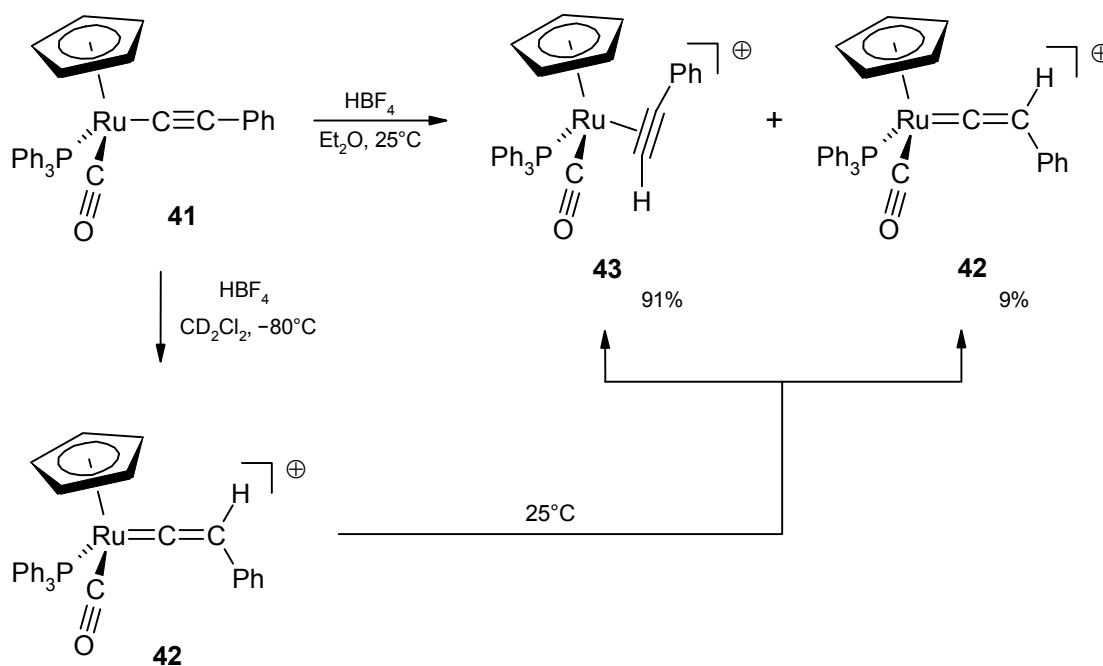 HBF4
Et2O, 25°C
Ru C C Ph
Ph3P
C
O
41
Ru
Ph3P
C
O
Ph
H
⊕
43
91%
+
Ru C C
H
Ph
Ph3P
C
O
⊕
42
9%
HBF4
CD2Cl2, −80°C
Ru C C
H
Ph
Ph3P
C
O
⊕
42
25°C